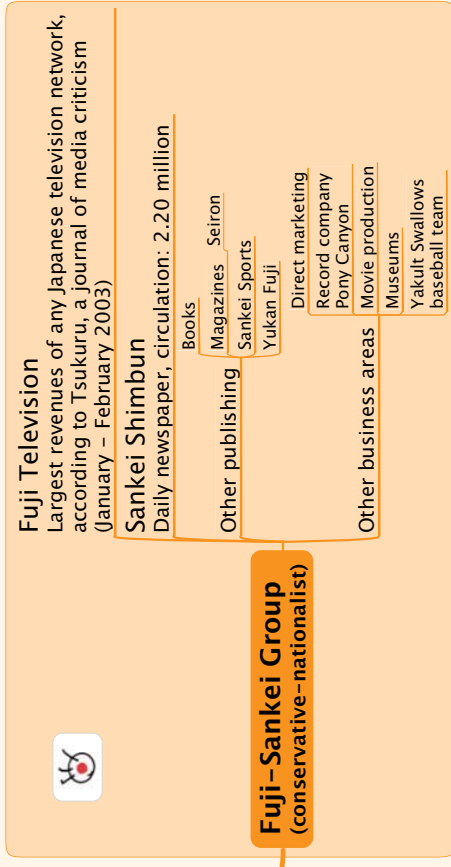 Fuji Television
Largest revenues of any Japanese television network,
according to Tsukuru, a journal of media criticism
(January – February 2003)
Sankei Shimbun
Daily newspaper, circulation: 2.20 million
Other publishing
Books
Magazines
Seiron
Sankei Sports
Yukan Fuji
Fuji–Sankei Group
(conservative–nationalist)
Other business areas
Direct marketing
Record company
Pony Canyon
Movie production
Museums
Yakult Swallows
baseball team